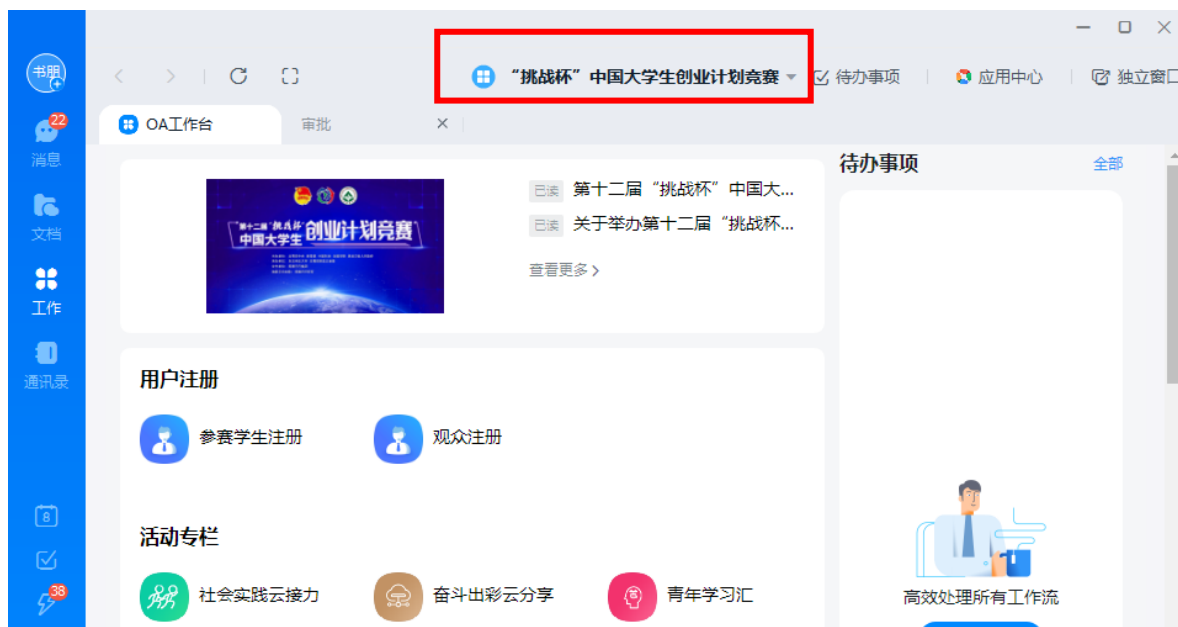 书朋
“挑战杯”中国大学生创业计划竞赛
待办事项
应用中心
独立窗口
22
消息
OA工作台
审批
文档
工作
通讯录
8
38
第十二届“挑战杯”
中国大学生创业计划竞赛
已读 第十二届“挑战杯”中国大...
已读 关于举办第十二届“挑战杯...
查看更多
待办事项
全部
用户注册
参赛学生注册
观众注册
活动专栏
社会实践云接力
奋斗出彩云分享
青年学习汇
高效处理所有工作流